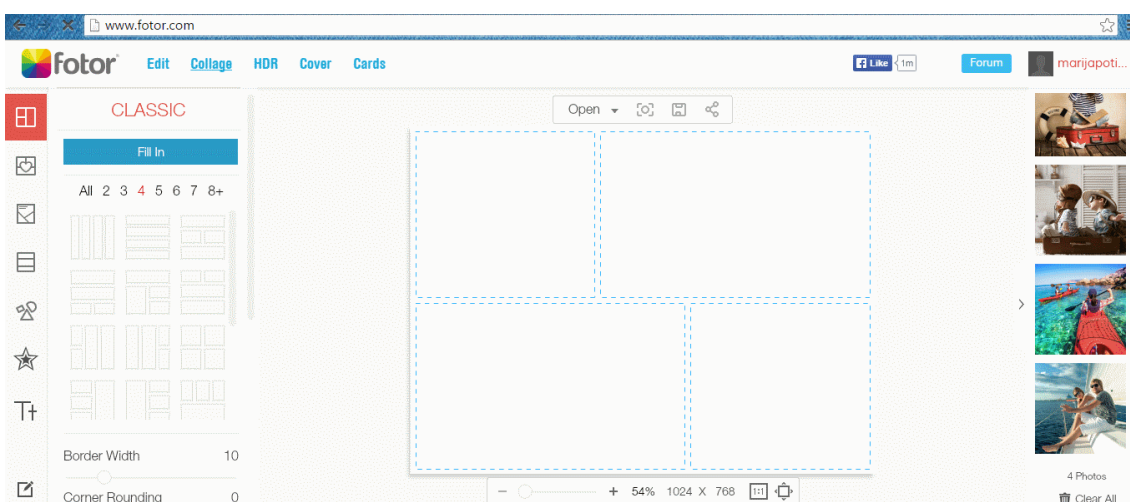 www.fotor.com
fotor
Edit Collage HDR Cover Cards
Like 1m
Forum
marijapoti...
CLASSIC
Fill In
All 2 3 4 5 6 7 8+
Border Width 10
Corner Rounding 0
Open
54% 1024 X 768 1:1
4 Photos
Clear All